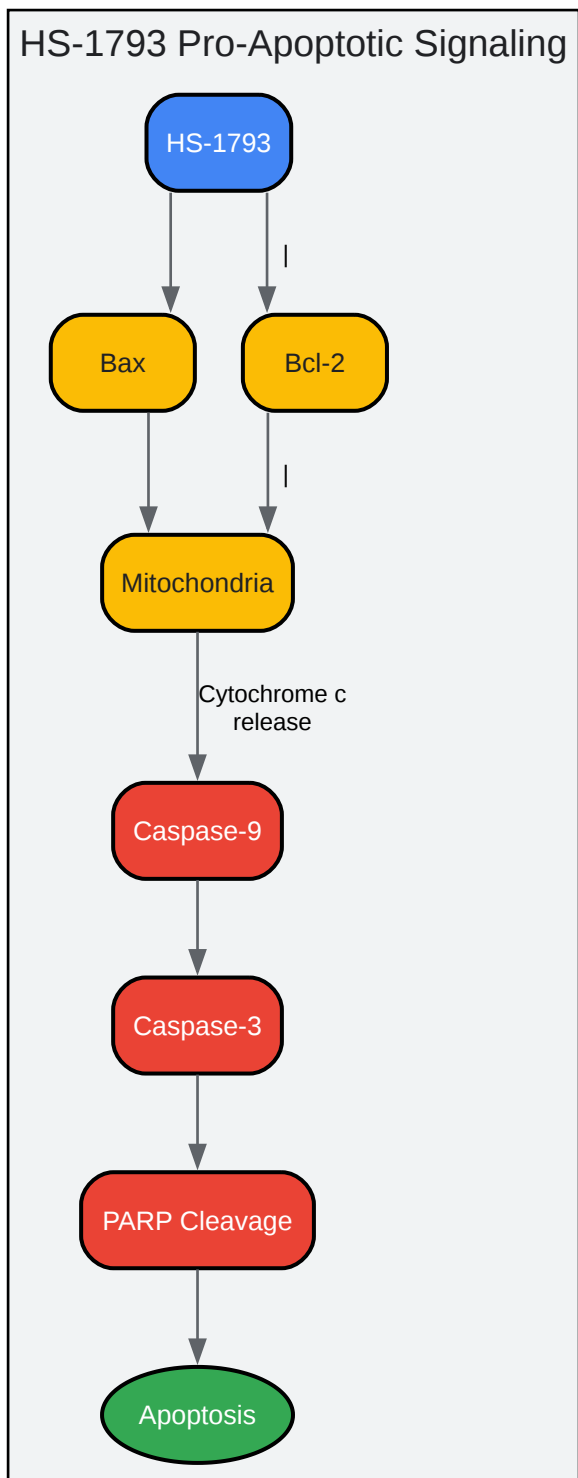 HS-1793 Pro-Apoptotic Signaling
HS-1793
|
Bax
Bcl-2
|
Mitochondria
Cytochrome c
release
Caspase-9
Caspase-3
PARP Cleavage
Apoptosis